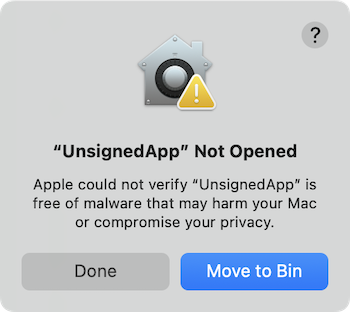 ?
“UnsignedApp” Not Opened
Apple could not verify “UnsignedApp” is
free of malware that may harm your Mac
or compromise your privacy.
Done
Move to Bin